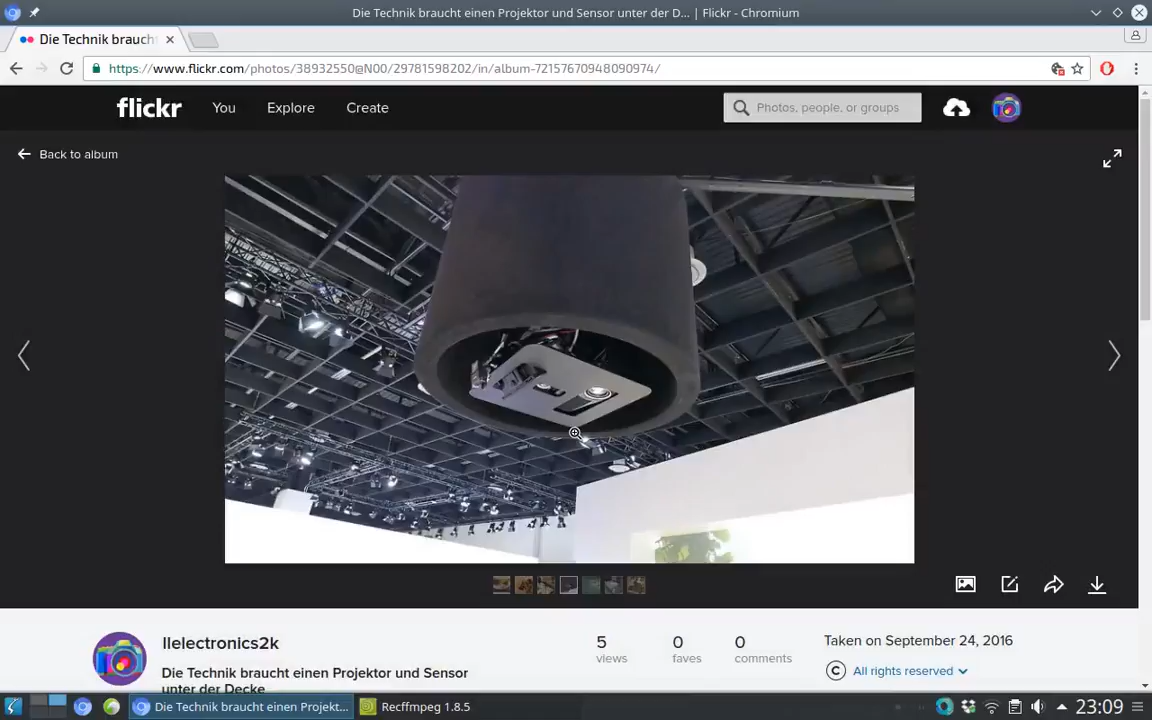 Die Technik braucht einen Projektor und Sensor unter der D... | Flickr - Chromium
Die Technik brauch
https://www.flickr.com/photos/38932550@N00/29781598202/in/album-72157670948090974/
flickr You Explore Create Photos, people, or groups
Back to album
llelectronics2k
Die Technik braucht einen Projektor und Sensor
unter der Decke
5
views
0
faves
0
comments
Taken on September 24, 2016
All rights reserved
Die Technik braucht einen Projekt... Recffmpeg 1.8.5 23:09